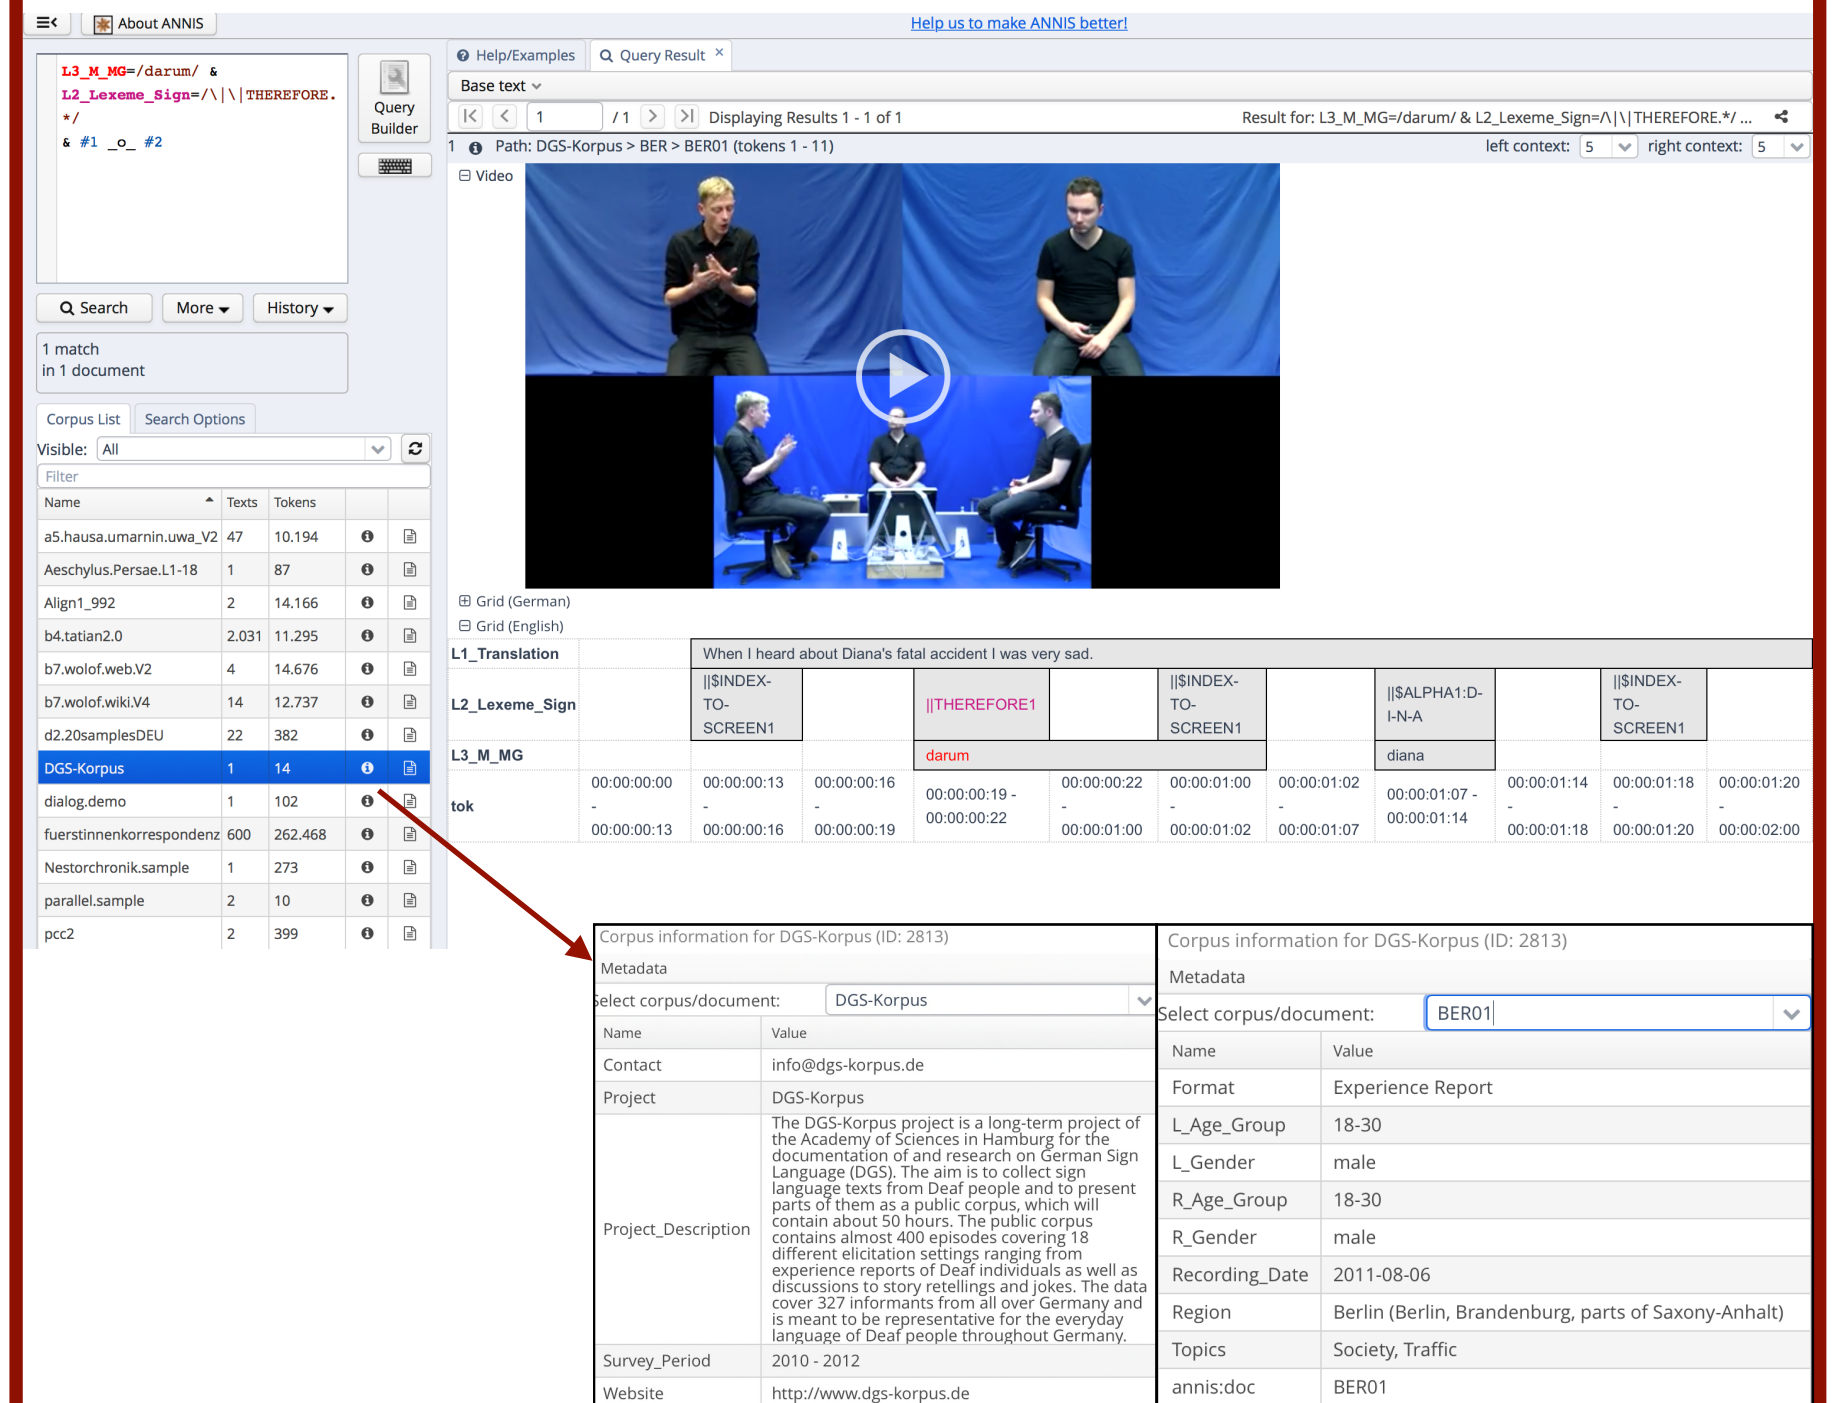 About ANNIS
Help us to make ANNIS better!
L3_M_MG=/darum/ &
L2_Lexeme_Sign=/\|\|THEREFORE.
*/
& #1 _o_ #2
Query
Builder
Search More History
1 match
in 1 document
Corpus List Search Options
Visible: All
Filter
Name Texts Tokens
a5.hausa.umarnin.uwa_V2 47 10.194
Aeschylus.Persae.L1-18 1 87
Align1_992 2 14.166
b4.tatian2.0 2.031 11.295
b7.wolof.web.V2 4 14.676
b7.wolof.wiki.V4 14 12.737
d2.20samplesDEU 22 382
DGS-Korpus 1 14
dialog.demo 1 102
fuerstinnenkorrespondenz 600 262.468
Nestorchronik.sample 1 273
parallel.sample 2 10
pcc2 2 399
Help/Examples Query Result ×
Base text
1 / 1 Displaying Results 1 - 1 of 1 Result for: L3_M_MG=/darum/ & L2_Lexeme_Sign=/\|\|THEREFORE.*/ ...
1 Path: DGS-Korpus > BER > BER01 (tokens 1 - 11) left context: 5 right context: 5
Video
Grid (German)
Grid (English)
L1_Translation When I heard about Diana's fatal accident I was very sad.
L2_Lexeme_Sign ||$INDEX-TO-SCREEN1 ||THEREFORE1 ||$INDEX-TO-SCREEN1 ||$ALPHA1:D-I-N-A ||$INDEX-TO-SCREEN1
L3_M_MG darum diana
tok 00:00:00:00 - 00:00:00:13 00:00:00:13 - 00:00:00:16 00:00:00:16 - 00:00:00:19 00:00:00:19 - 00:00:00:22 00:00:00:22 - 00:00:01:00 00:00:01:00 - 00:00:01:02 00:00:01:02 - 00:00:01:07 00:00:01:07 - 00:00:01:14 00:00:01:14 - 00:00:01:18 00:00:01:18 - 00:00:01:20 00:00:01:20 - 00:00:02:00
Corpus information for DGS-Korpus (ID: 2813)
Metadata
Select corpus/document: DGS-Korpus
Name Value
Contact info@dgs-korpus.de
Project DGS-Korpus
Project_Description
The DGS-Korpus project is a long-term project of
the Academy of Sciences in Hamburg for the
documentation of and research on German Sign
Language (DGS). The aim is to collect sign
language texts from Deaf people and to present
parts of them as a public corpus, which will
contain about 50 hours. The public corpus
contains almost 400 episodes covering 18
different elicitation settings ranging from
experience reports of Deaf individuals as well as
discussions to story retellings and jokes. The data
cover 327 informants from all over Germany and
is meant to be representative for the everyday
language of Deaf people throughout Germany.
Survey_Period 2010 - 2012
Website http://www.dgs-korpus.de
Corpus information for DGS-Korpus (ID: 2813)
Metadata
Select corpus/document: BER01
Name Value
Format Experience Report
L_Age_Group 18-30
L_Gender male
R_Age_Group 18-30
R_Gender male
Recording_Date 2011-08-06
Region Berlin (Berlin, Brandenburg, parts of Saxony-Anhalt)
Topics Society, Traffic
annis:doc BER01